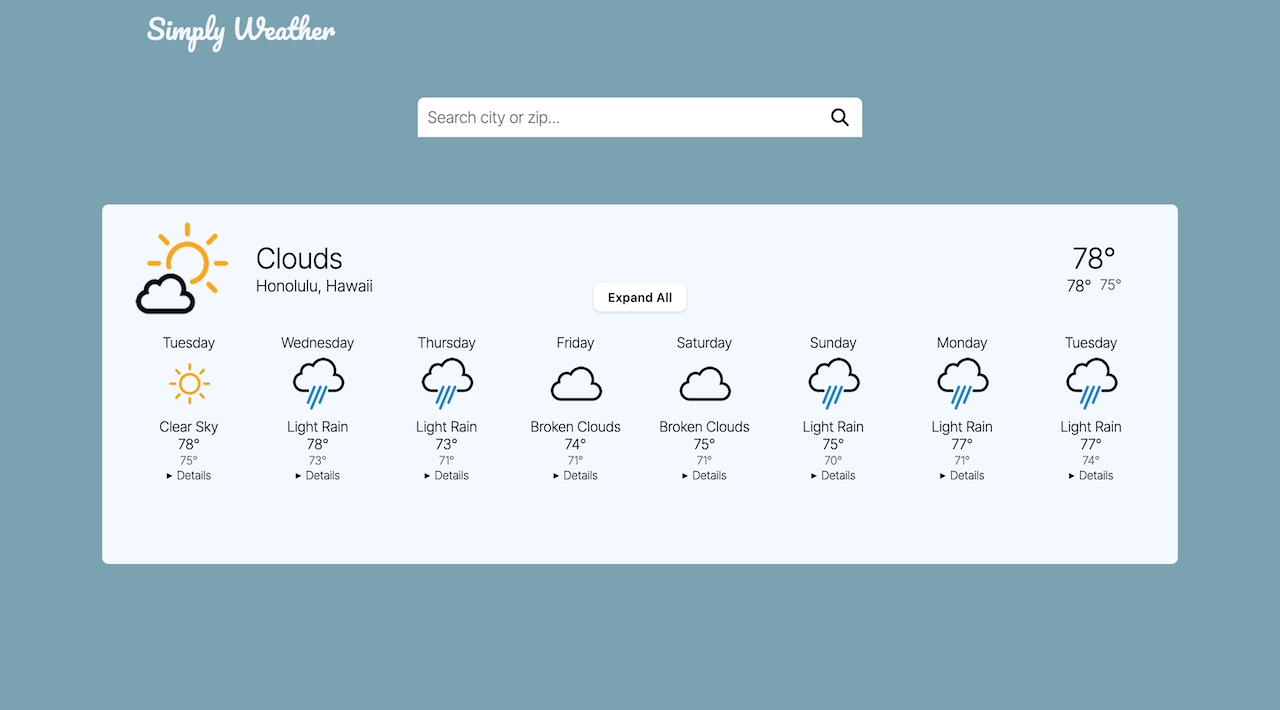 Simply Weather
Search city or zip...
Clouds
Honolulu, Hawaii
78°
78° 75°
Expand All
Tuesday Wednesday Thursday Friday Saturday Sunday Monday Tuesday
Clear Sky Light Rain Light Rain Broken Clouds Broken Clouds Light Rain Light Rain Light Rain
78° 78° 73° 74° 75° 75° 77° 77°
75° 73° 71° 71° 71° 70° 71° 74°
▸ Details ▸ Details ▸ Details ▸ Details ▸ Details ▸ Details ▸ Details ▸ Details